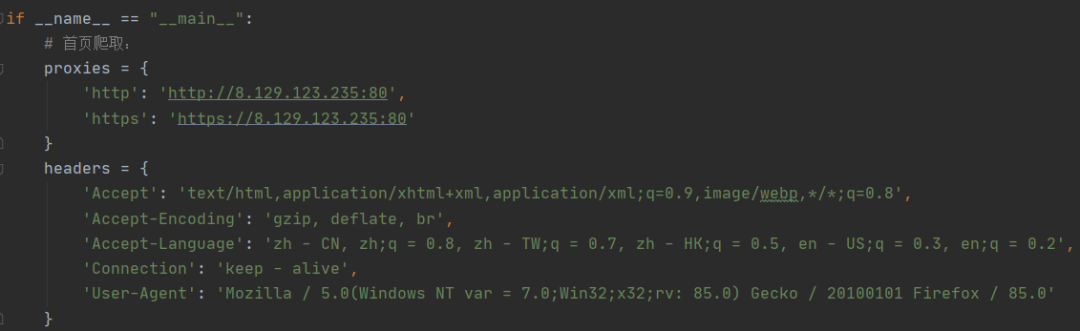 if __name__ == "__main__":
    # 首页爬取:
    proxies = {
        'http': 'http://8.129.123.235:80',
        'https': 'https://8.129.123.235:80'
    }
    headers = {
        'Accept': 'text/html,application/xhtml+xml,application/xml;q=0.9,image/webp,*/*;q=0.8',
        'Accept-Encoding': 'gzip, deflate, br',
        'Accept-Language': 'zh - CN, zh;q = 0.8, zh - TW;q = 0.7, zh - HK;q = 0.5, en - US;q = 0.3, en;q = 0.2',
        'Connection': 'keep - alive',
        'User-Agent': 'Mozilla / 5.0(Windows NT var = 7.0;Win32;x32;rv: 85.0) Gecko / 20100101 Firefox / 85.0'
    }